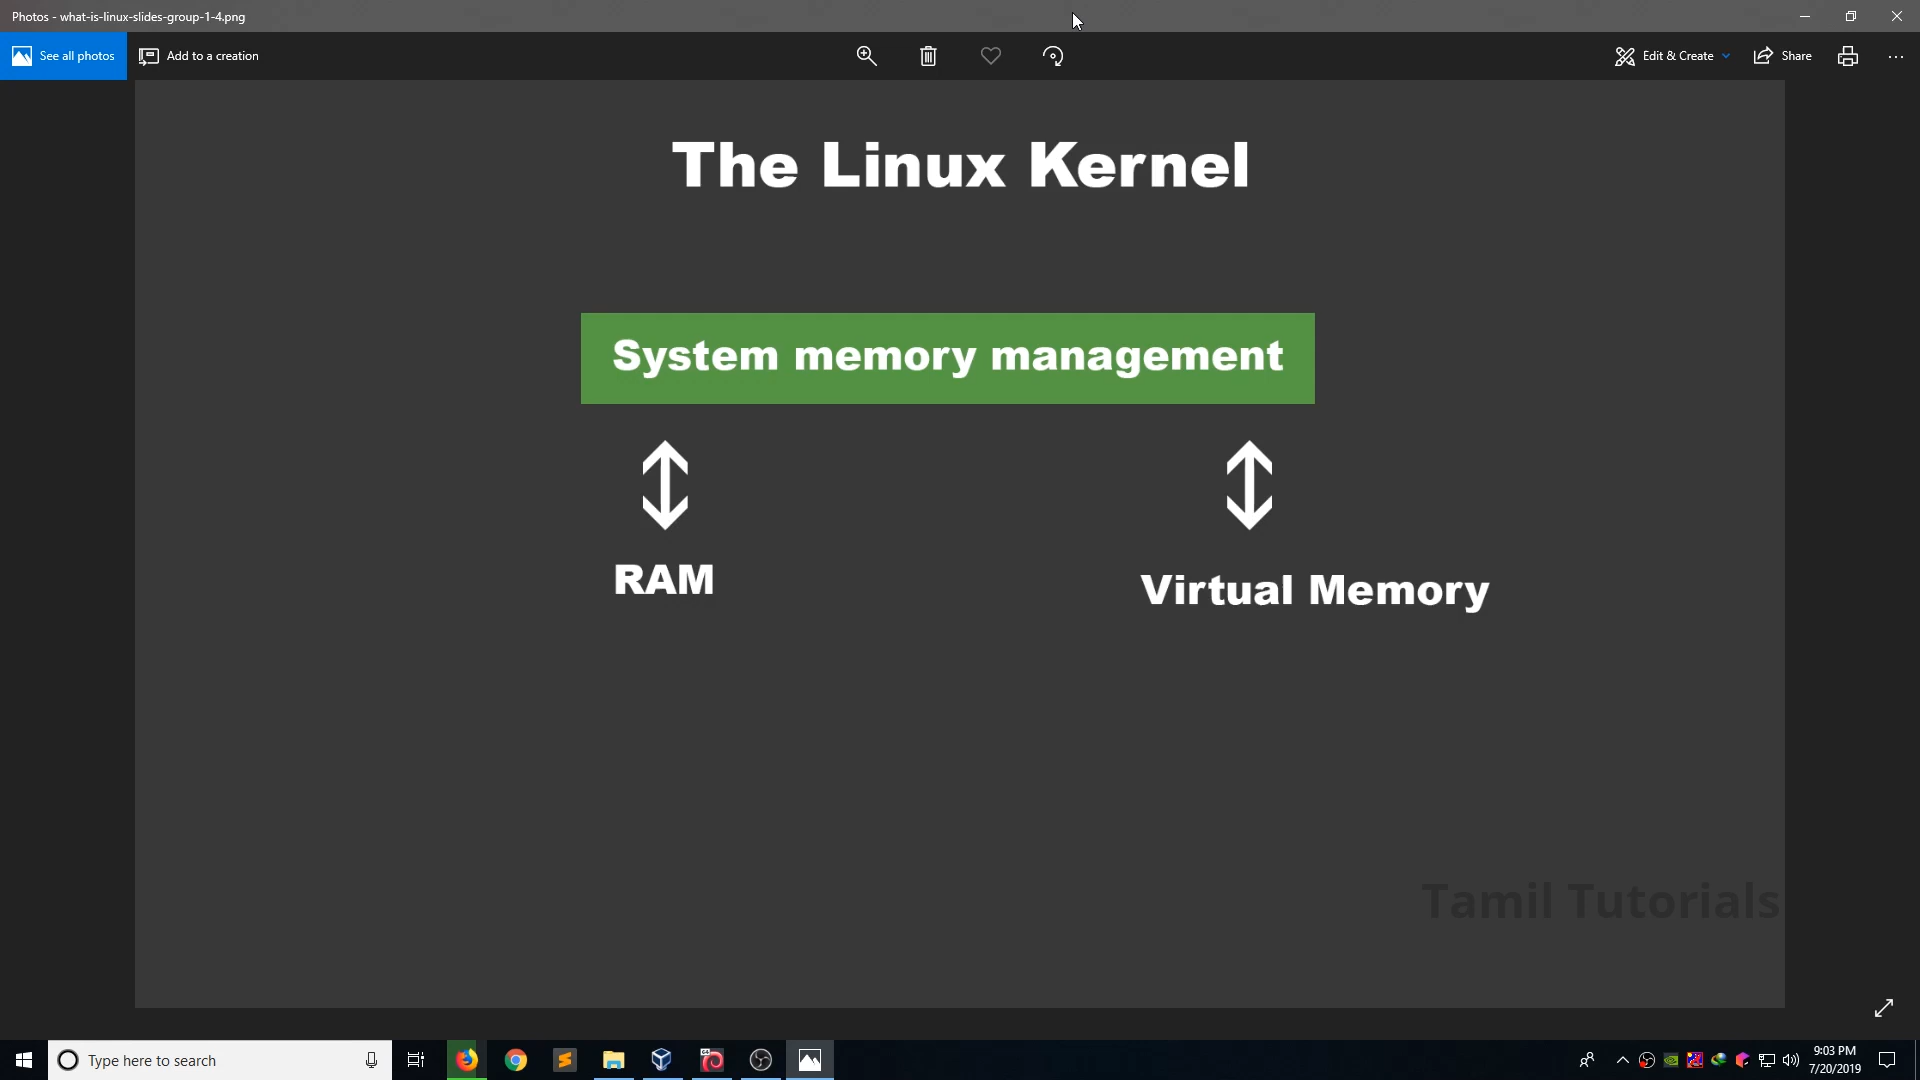 Photos - what-is-linux-slides-group-1-4.png
See all photos
Add to a creation
Edit & Create
Share
The Linux Kernel
System memory management
RAM
Virtual Memory
Tamil Tutorials
Type here to search
9:03 PM
7/20/2019